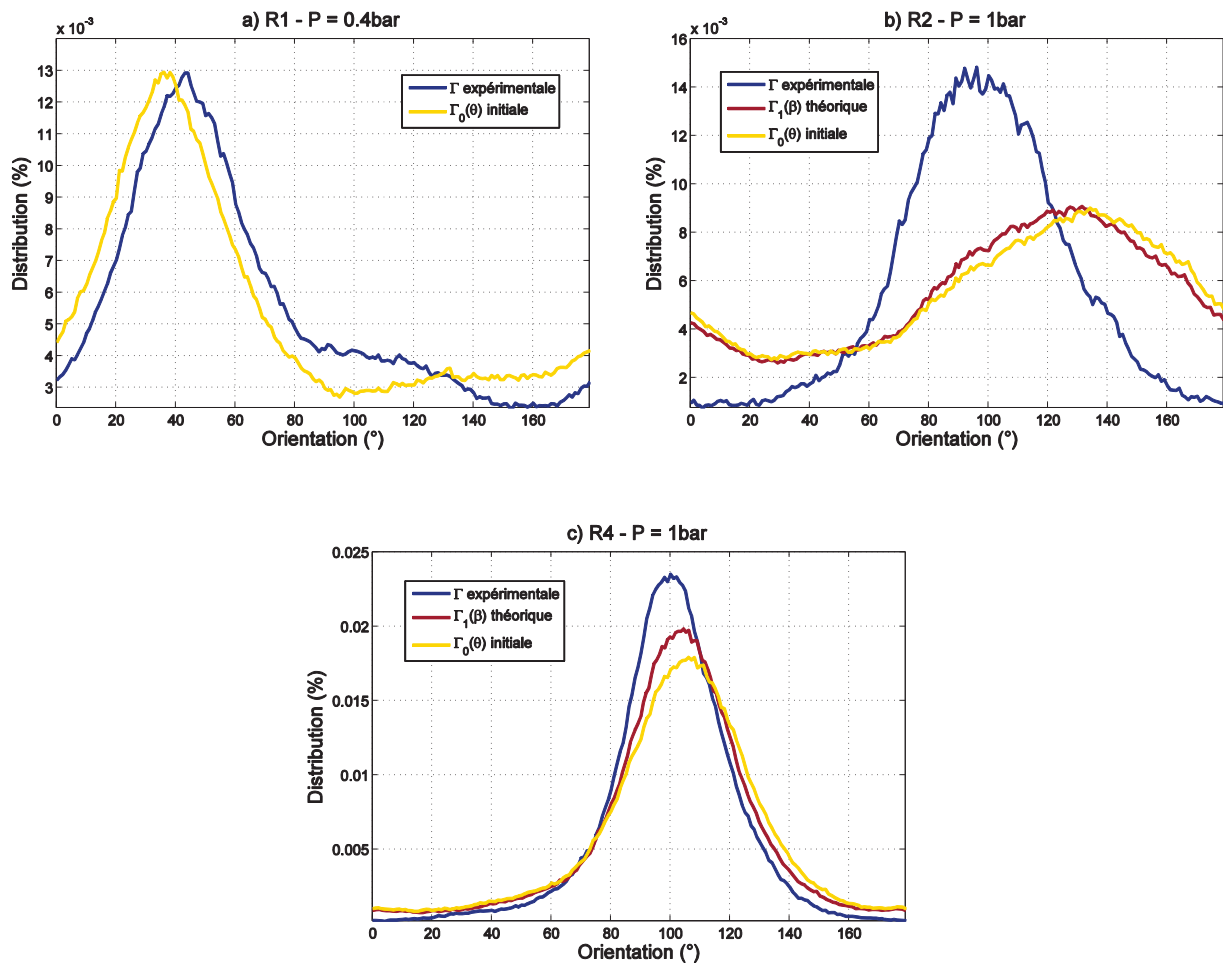 a) R1 - P = 0.4bar
x 10⁻³
13
12
11
10
9
8
7
6
5
4
3
0 20 40 60 80 100 120 140 160
Distribution (%)
Orientation (°)
Γ expérimentale
Γ₀(θ) initiale
b) R2 - P = 1bar
x 10⁻³
16
14
12
10
8
6
4
2
0 20 40 60 80 100 120 140 160
Distribution (%)
Orientation (°)
Γ expérimentale
Γ₁(β) théorique
Γ₀(θ) initiale
c) R4 - P = 1bar
0.025
0.02
0.015
0.01
0.005
0 20 40 60 80 100 120 140 160
Distribution (%)
Orientation (°)
Γ expérimentale
Γ₁(β) théorique
Γ₀(θ) initiale